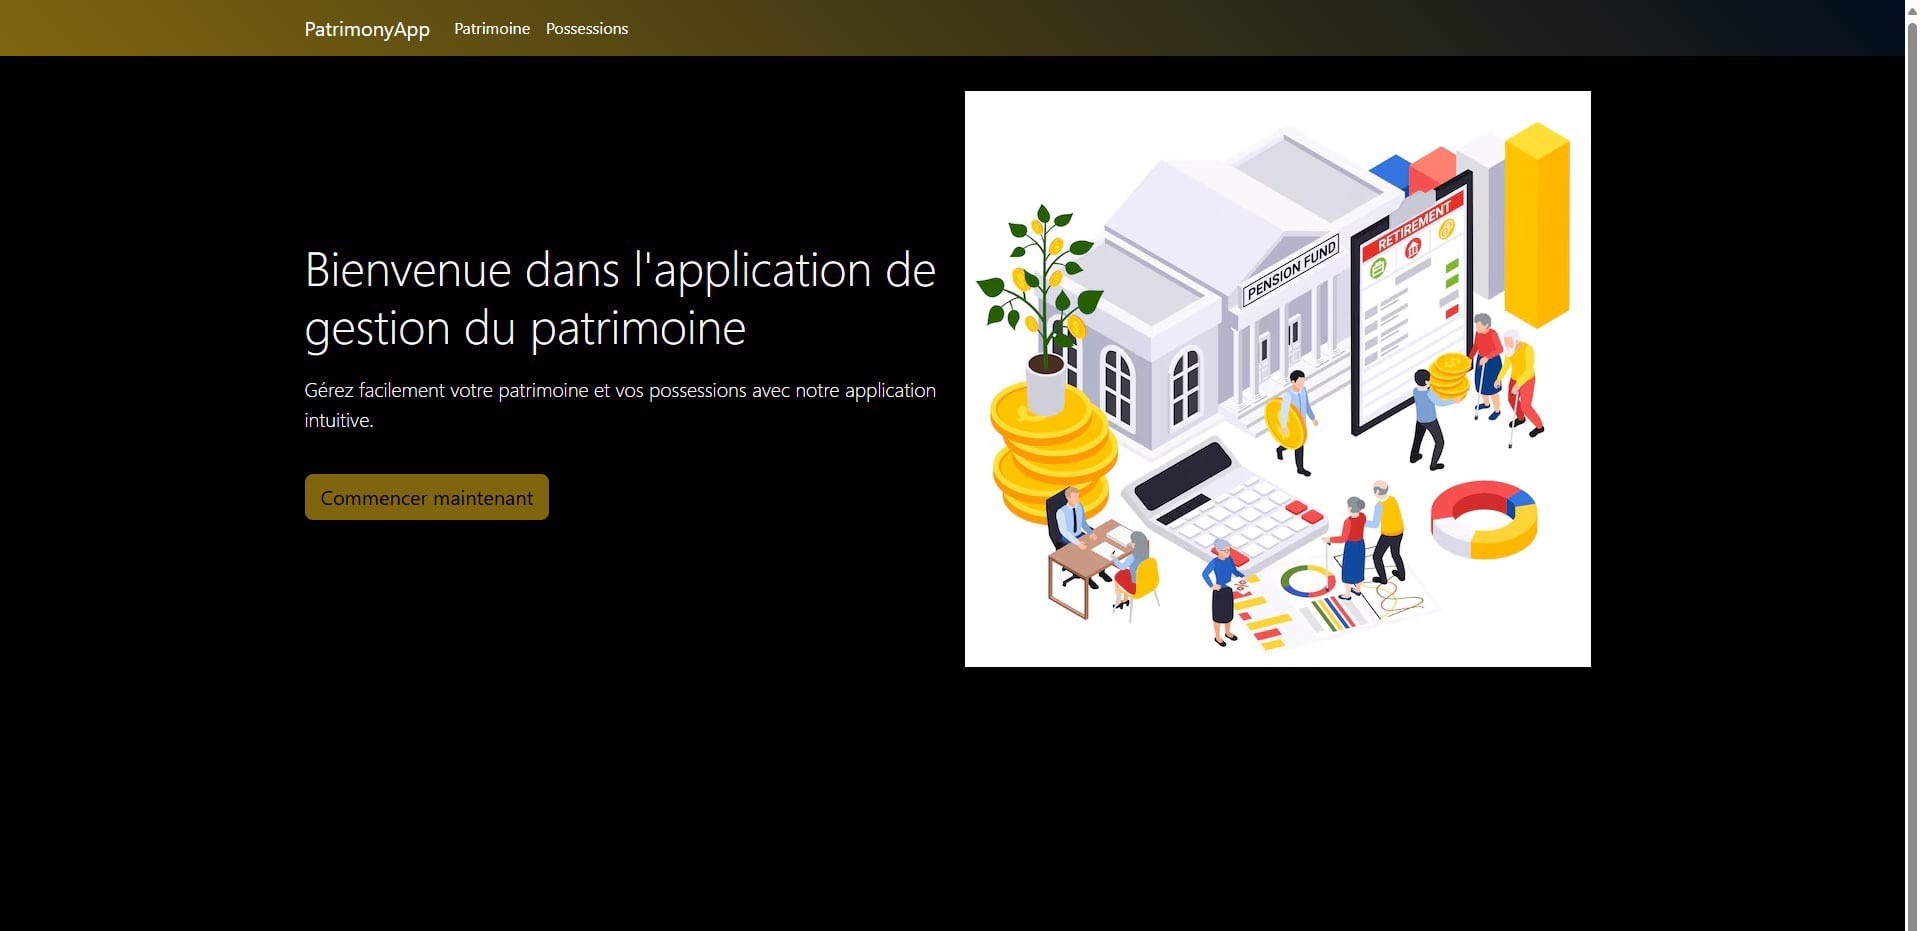 PatrimonyApp Patrimoine Possessions
Bienvenue dans l'application de
gestion du patrimoine
Gérez facilement votre patrimoine et vos possessions avec notre application
intuitive.
Commencer maintenant
PENSION FUND
RETIREMENT